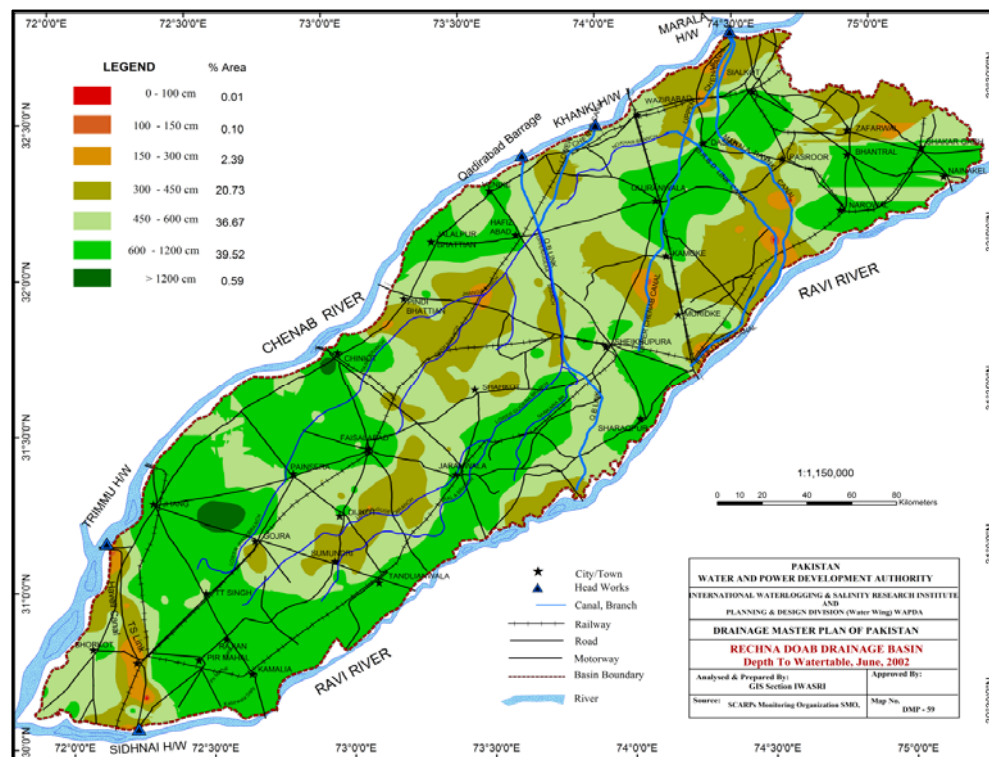 72°0'0"E
72°30'0"E
73°0'0"E
73°30'0"E
74°0'0"E
74°30'0"E
75°0'0"E
MARALA
H/W
LEGEND
% Area
0 - 100 cm
0.01
100 - 150 cm
0.10
150 - 300 cm
2.39
300 - 450 cm
20.73
450 - 600 cm
36.67
600 - 1200 cm
39.52
> 1200 cm
0.59
32°30'0"N
32°0'0"N
31°30'0"N
31°0'0"N
KHANKI H/W
Qadirabad Barrage
CHENAB RIVER
RAVI RIVER
TRIMMU H/W
RAVI RIVER
SIDHNAI H/W
SIALKOT
WAZIRABAD
ZAFARWAL
BHANTRAL
NAINAKEL
PASROOR
NAROWAL
HAFIZ
ABAD
JALALPUR
BHATTIAN
KAMOKE
MURIDKE
PINDI
BHATTIAN
SHEIKHUPURA
SHAHKOT
SHARAQPUR
FAISALABAD
PAINSERA
JARANWALA
JHANG
GOJRA
SUMUNDRI
TANDLIANWALA
TT SINGH
SHORKOT
TS Link
RAJIAN
PIR MAHAL
KAMALIA
Q.B LINK
1:1,150,000
0 10 20 40 60 80
Kilometers
City/Town
Head Works
Canal, Branch
Railway
Road
Motorway
Basin Boundary
River
PAKISTAN
WATER AND POWER DEVELOPMENT AUTHORITY
INTERNATIONAL WATERLOGGING & SALINITY RESEARCH INSTITUTE
AND
PLANNING & DESIGN DIVISION (Water Wing) WAPDA
DRAINAGE MASTER PLAN OF PAKISTAN
RECHNA DOAB DRAINAGE BASIN
Depth To Watertable, June, 2002
Analysed & Prepared By:
GIS Section IWASRI
Approved By:
Source: SCARPs Monitoring Organization SMO,
Map No.
DMP - 59
72°0'0"E
72°30'0"E
73°0'0"E
73°30'0"E
74°0'0"E
74°30'0"E
75°0'0"E